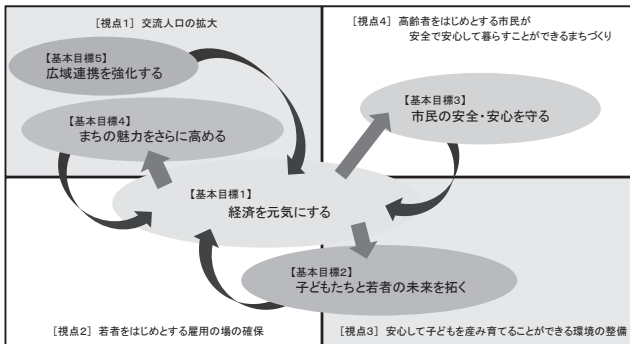 ［視点1］ 交流人口の拡大
［視点4］ 高齢者をはじめとする市民が
安全で安心して暮らすことができるまちづくり
【基本目標5】
広域連携を強化する
【基本目標4】
まちの魅力をさらに高める
【基本目標3】
市民の安全・安心を守る
【基本目標1】
経済を元気にする
【基本目標2】
子どもたちと若者の未来を拓く
［視点2］ 若者をはじめとする雇用の場の確保
［視点3］ 安心して子どもを産み育てることができる環境の整備